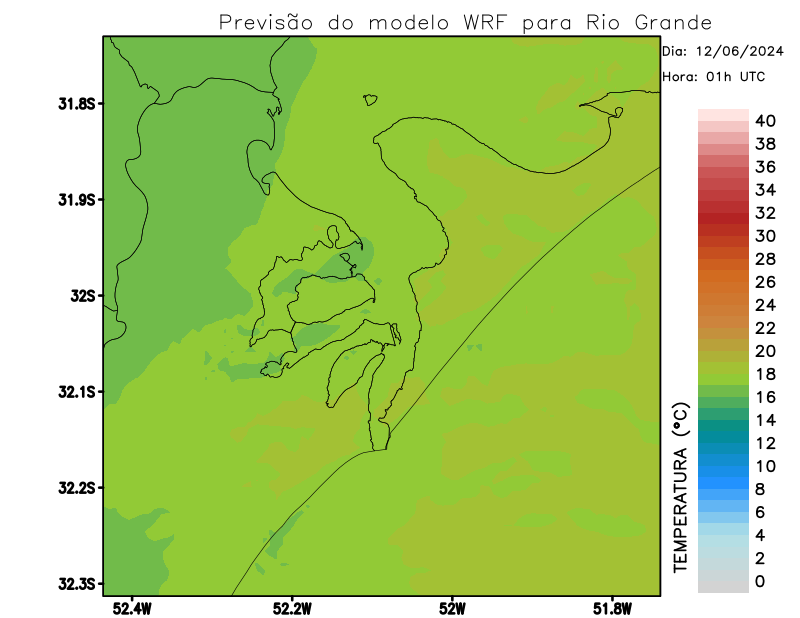 Previsão do modelo WRF para Rio Grande
Dia: 12/06/2024
Hora: 01h UTC
31.8S
31.9S
32S
32.1S
32.2S
32.3S
52.4W
52.2W
52W
51.8W
40
38
36
34
32
30
28
26
24
22
20
18
16
14
12
10
8
6
4
2
0
TEMPERATURA (°C)